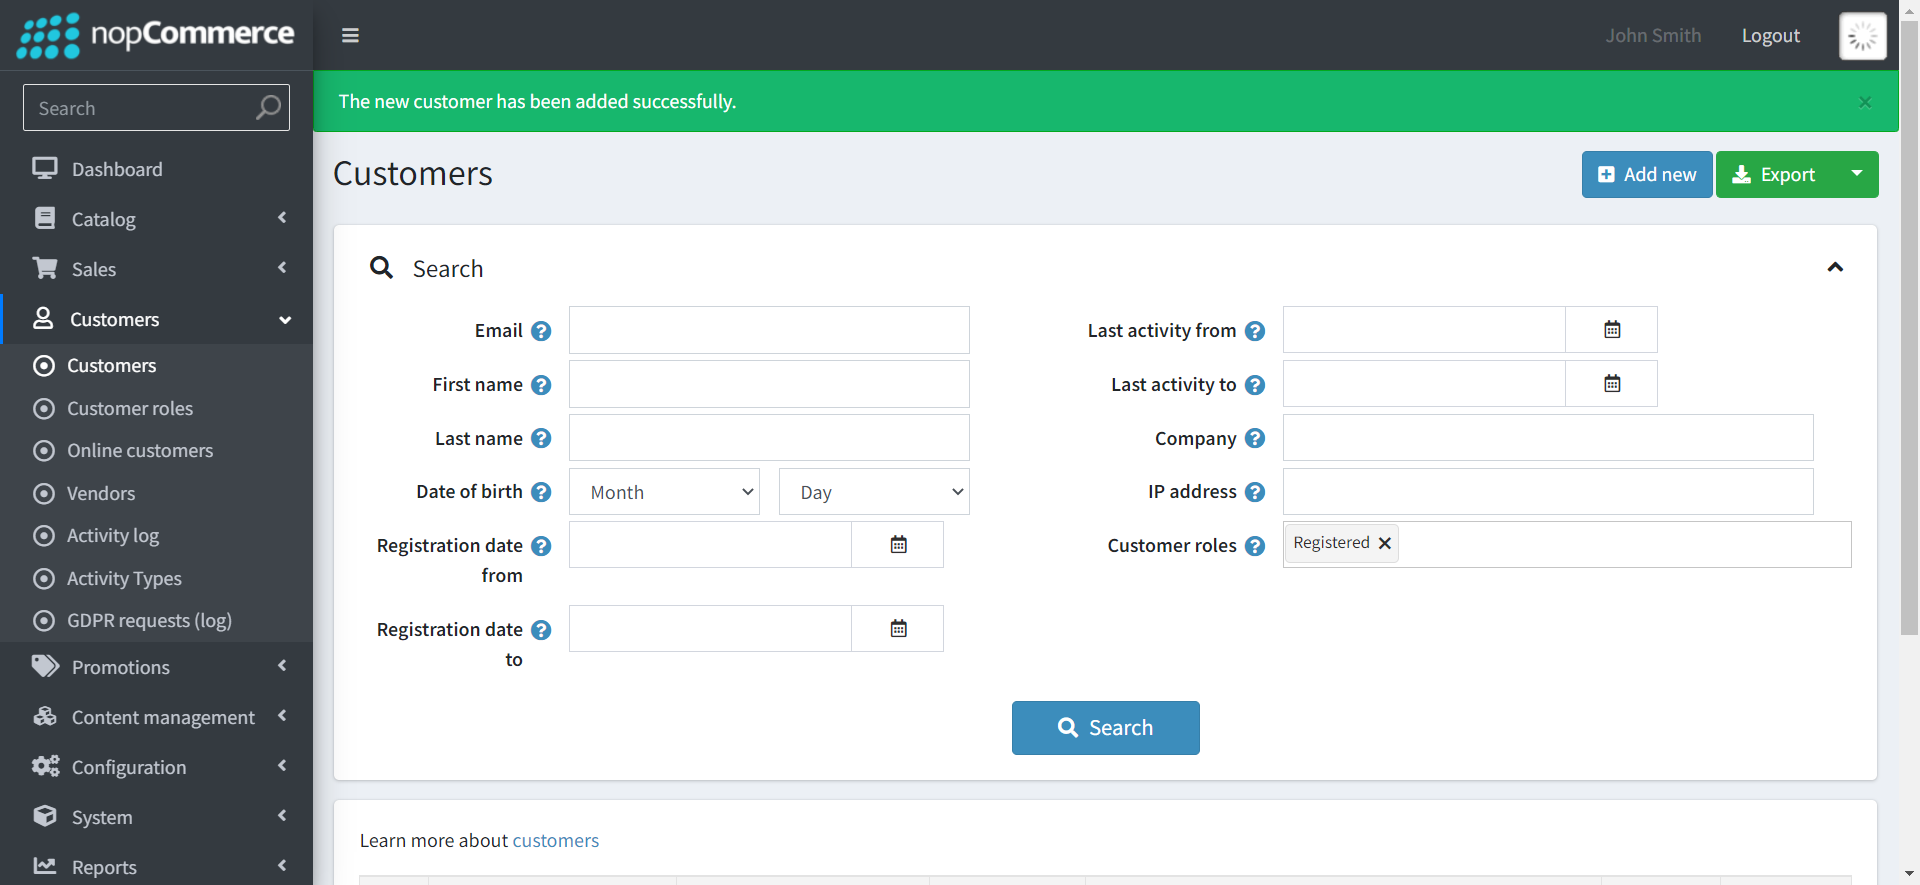 nopCommerce
John Smith
Logout
The new customer has been added successfully.
×
Search
Dashboard
Catalog
Sales
Customers
Customers
Customer roles
Online customers
Vendors
Activity log
Activity Types
GDPR requests (log)
Promotions
Content management
Configuration
System
Reports
Customers
Add new
Export
Search
Email ?
First name ?
Last name ?
Date of birth ?
Month
Day
Registration date ?
from
Registration date ?
to
Last activity from ?
Last activity to ?
Company ?
IP address ?
Customer roles ?
Registered ×
Search
Learn more about customers